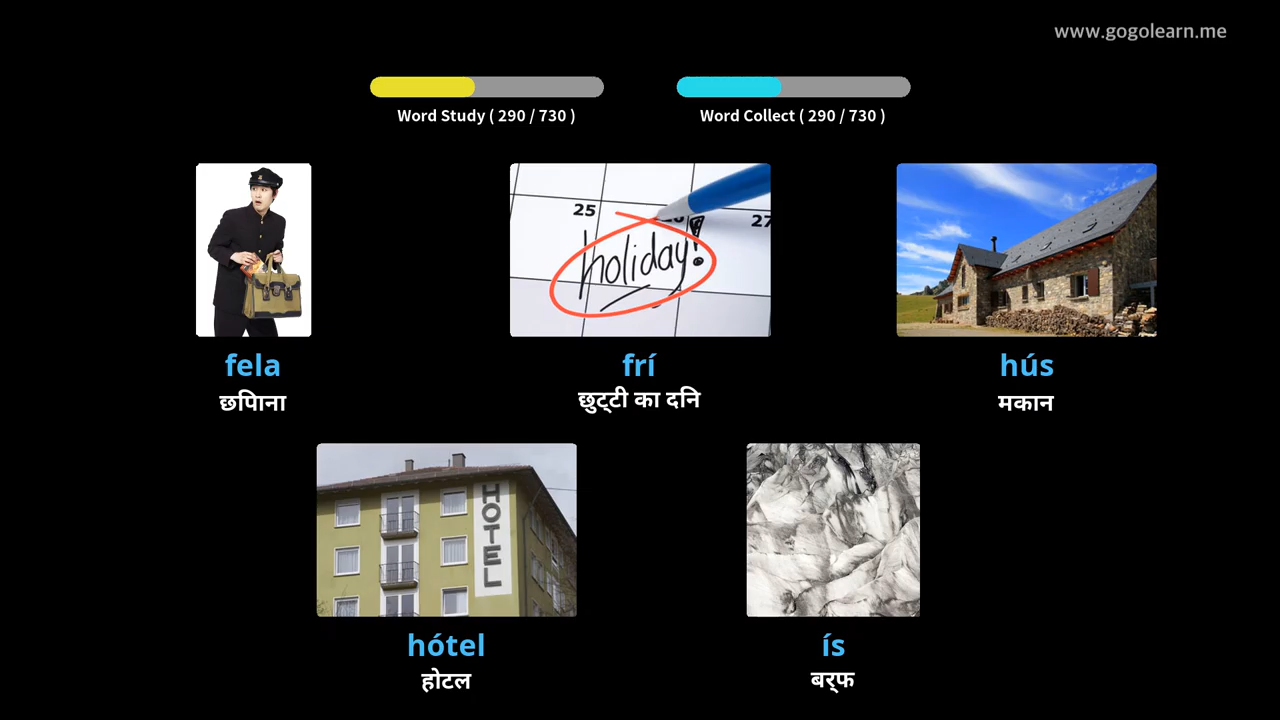 www.gogolearn.me
Word Study ( 290 / 730 )
Word Collect ( 290 / 730 )
25
27
holiday!
fela
frí
hús
छिपाना
छुट्टी का दिन
मकान
HOTEL
hótel
ís
होटल
बर्फ